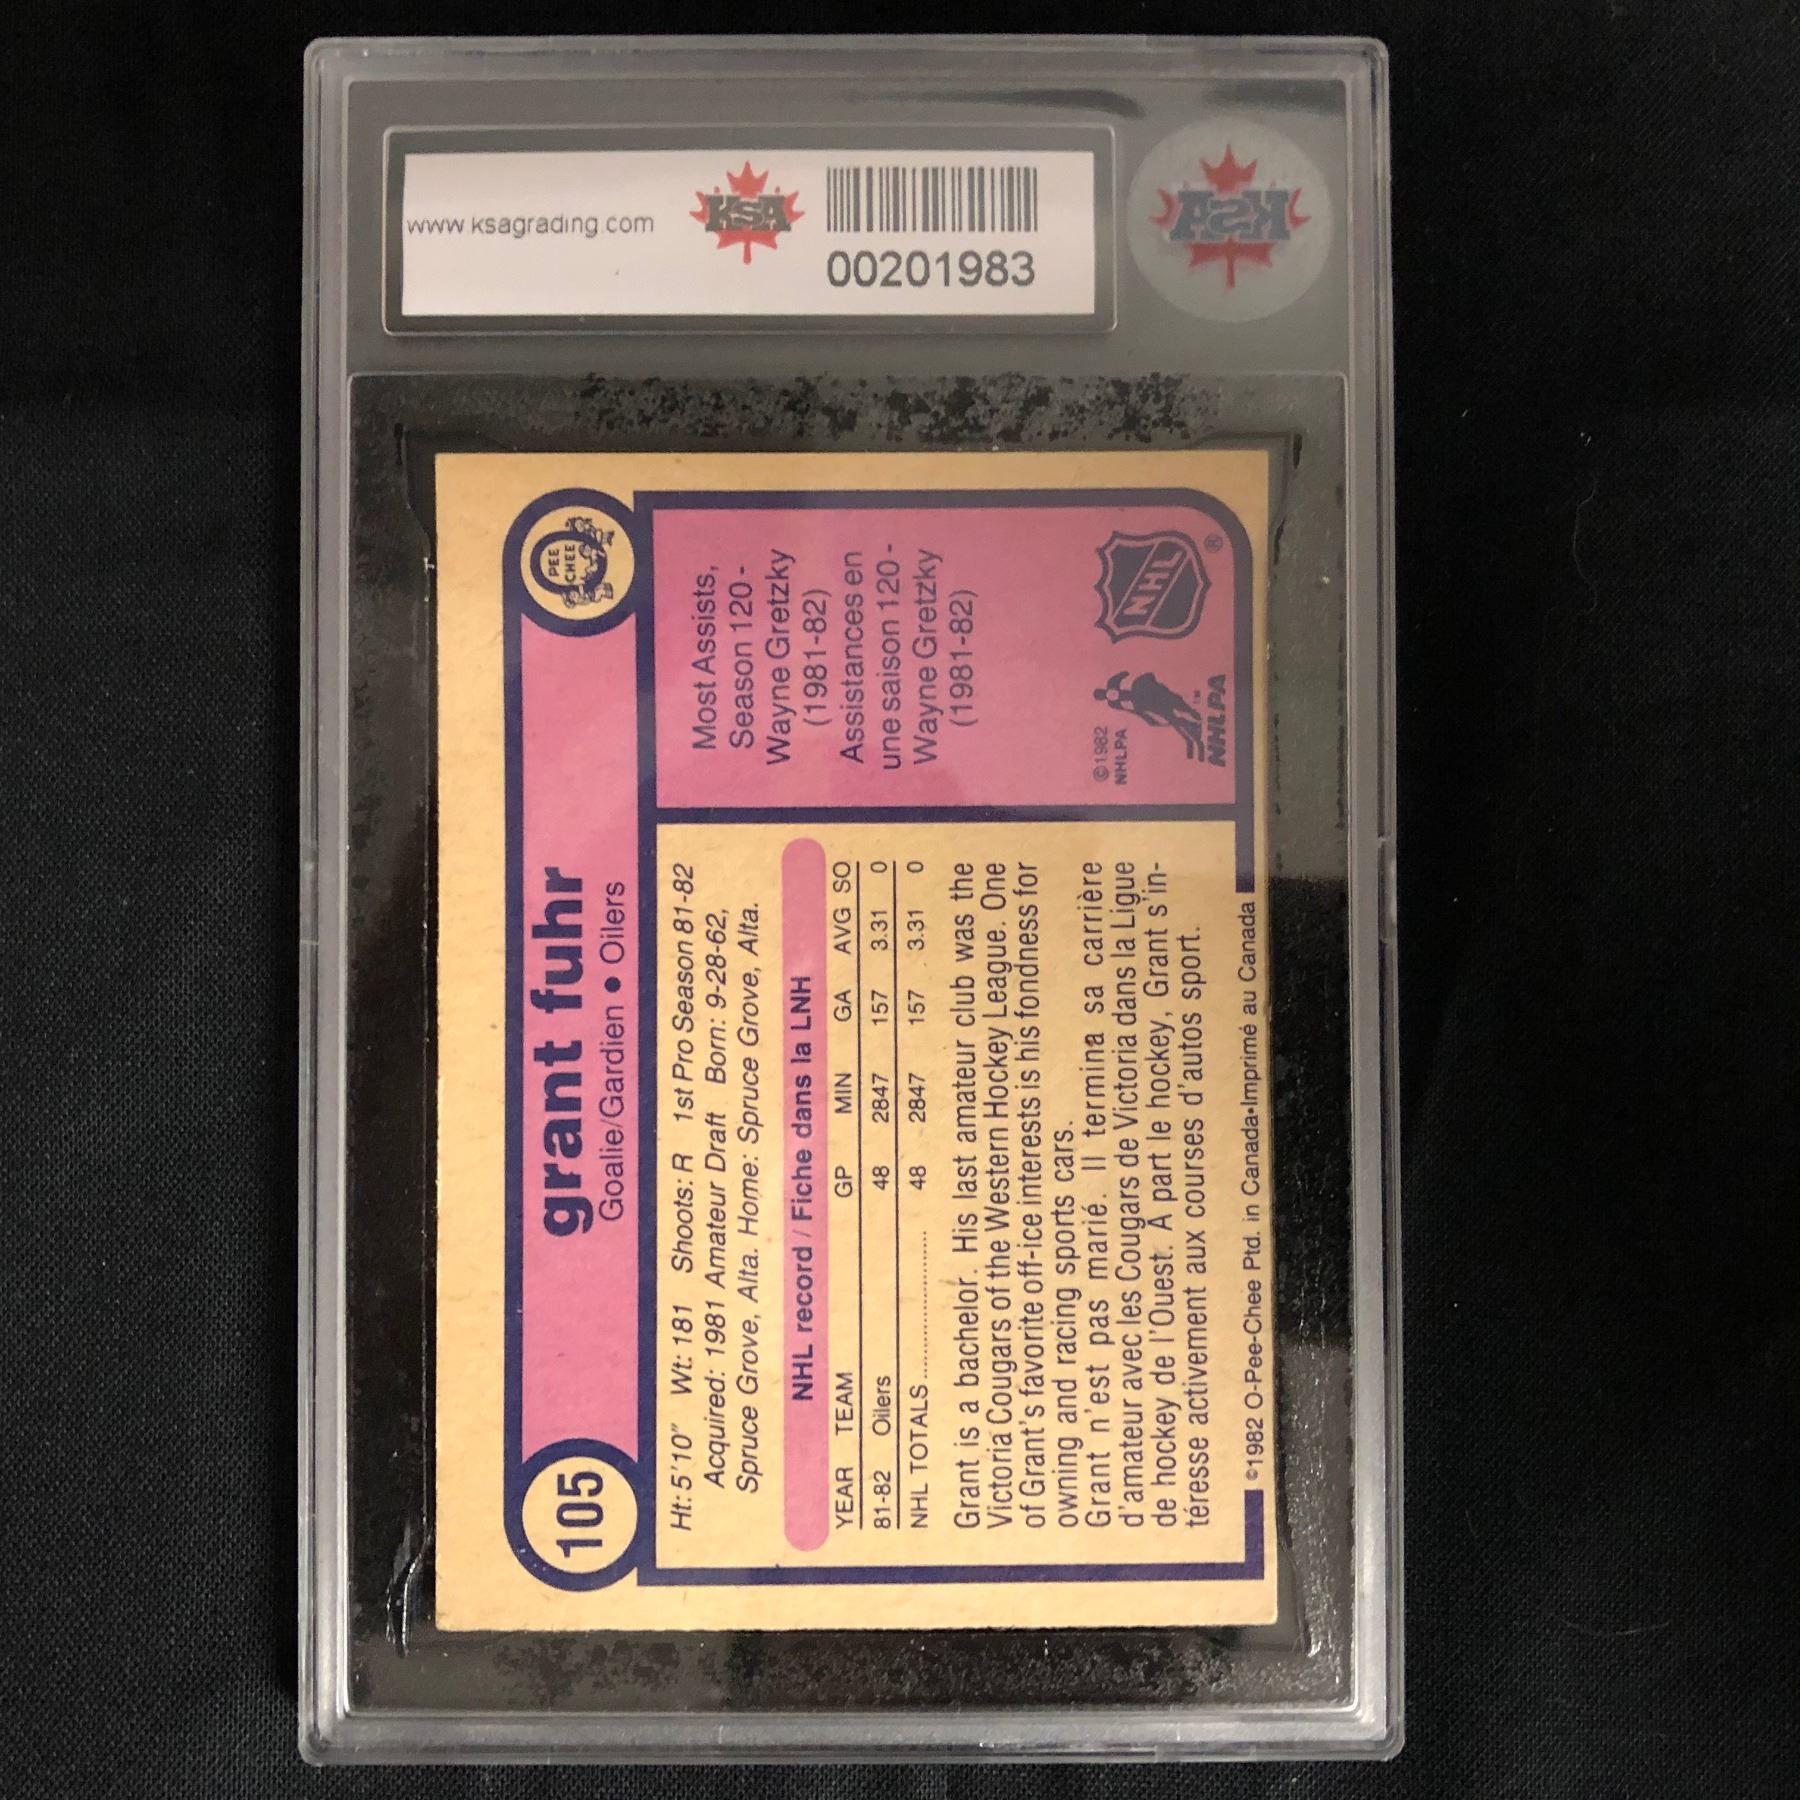 www.ksagrading.com
KSA
00201983
KSA
105
grant fuhr
Goalie/Gardien • Oilers
O PEE CHEE
Ht: 5'10" Wt: 181 Shoots: R 1st Pro Season 81-82
Acquired: 1981 Amateur Draft Born: 9-28-62,
Spruce Grove, Alta. Home: Spruce Grove, Alta.
NHL record / Fiche dans la LNH
YEAR TEAM GP MIN GA AVG SO
81-82 Oilers 48 2847 157 3.31 0
NHL TOTALS .................... 48 2847 157 3.31 0
Grant is a bachelor. His last amateur club was the
Victoria Cougars of the Western Hockey League. One
of Grant's favorite off-ice interests is his fondness for
owning and racing sports cars.
Grant n'est pas marié. Il termina sa carrière
d'amateur avec les Cougars de Victoria dans la Ligue
de hockey de l'Ouest. A part le hockey, Grant s'in-
téresse activement aux courses d'autos sport.
Most Assists,
Season 120 -
Wayne Gretzky
(1981-82)
Assistances en
une saison 120 -
Wayne Gretzky
(1981-82)
©1982
NHLPA
NHLPA™
NHL ®
©1982 O-Pee-Chee Ptd. in Canada•Imprimé au Canada